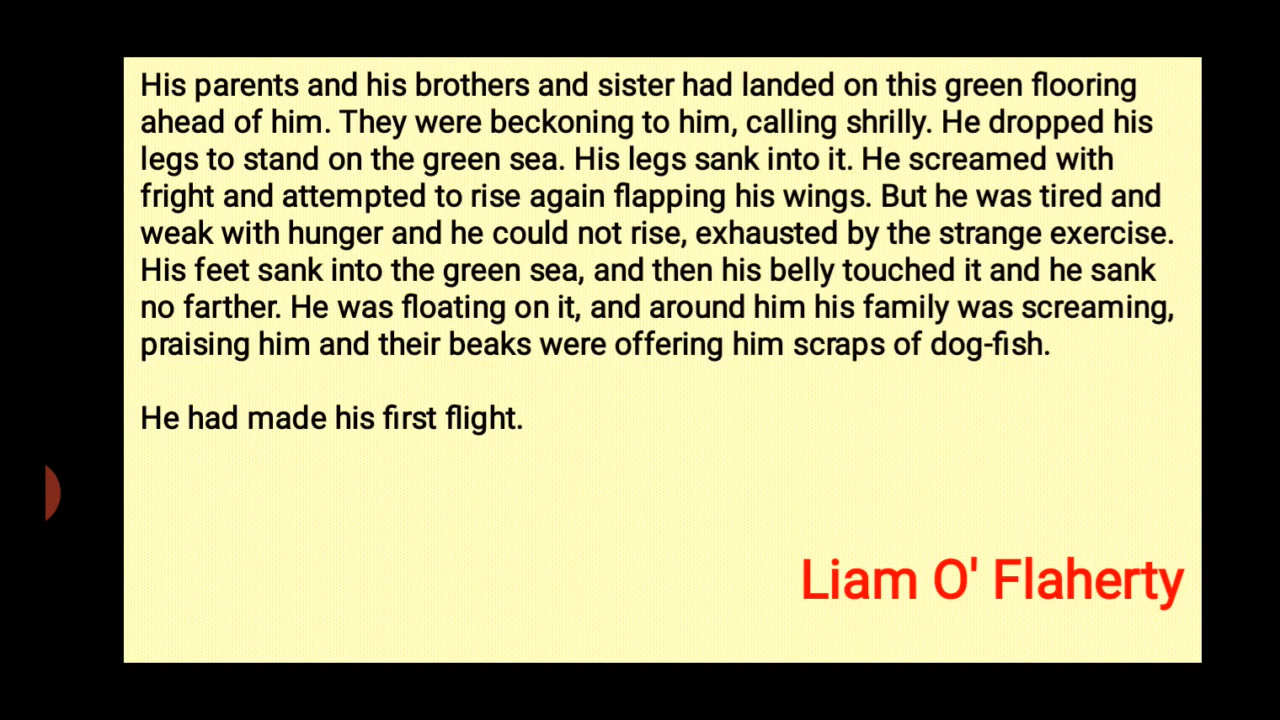 His parents and his brothers and sister had landed on this green flooring
ahead of him. They were beckoning to him, calling shrilly. He dropped his
legs to stand on the green sea. His legs sank into it. He screamed with
fright and attempted to rise again flapping his wings. But he was tired and
weak with hunger and he could not rise, exhausted by the strange exercise.
His feet sank into the green sea, and then his belly touched it and he sank
no farther. He was floating on it, and around him his family was screaming,
praising him and their beaks were offering him scraps of dog-fish.
He had made his first flight.
Liam O' Flaherty